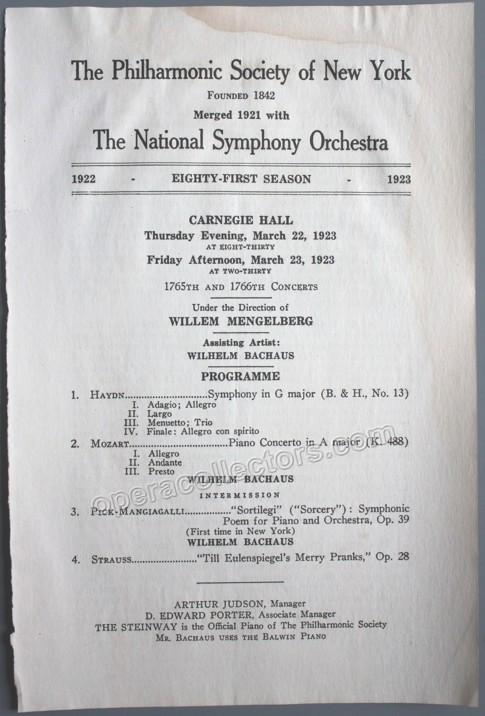 The Philharmonic Society of New York
FOUNDED 1842
Merged 1921 with
The National Symphony Orchestra
1922 - EIGHTY-FIRST SEASON - 1923
CARNEGIE HALL
Thursday Evening, March 22, 1923
AT EIGHT-THIRTY
Friday Afternoon, March 23, 1923
AT TWO-THIRTY
1765TH AND 1766TH CONCERTS
Under the Direction of
WILLEM MENGELBERG
Assisting Artist:
WILHELM BACHAUS
PROGRAMME
1. HAYDN..............................Symphony in G major (B. & H., No. 13)
I. Adagio; Allegro
II. Largo
III. Menuetto; Trio
IV. Finale: Allegro con spirito
2. MOZART..............................Piano Concerto in A major (K. 488)
I. Allegro
II. Andante
III. Presto
WILHELM BACHAUS
INTERMISSION
3. PICK-MANGIAGALLI..................“Sortilegi” (“Sorcery”): Symphonic
Poem for Piano and Orchestra, Op. 39
(First time in New York)
WILHELM BACHAUS
4. STRAUSS.........................“Till Eulenspiegel's Merry Pranks,” Op. 28
ARTHUR JUDSON, Manager
D. EDWARD PORTER, Associate Manager
THE STEINWAY is the Official Piano of The Philharmonic Society
MR. BACHAUS USES THE BALWIN PIANO
operacollectors.com